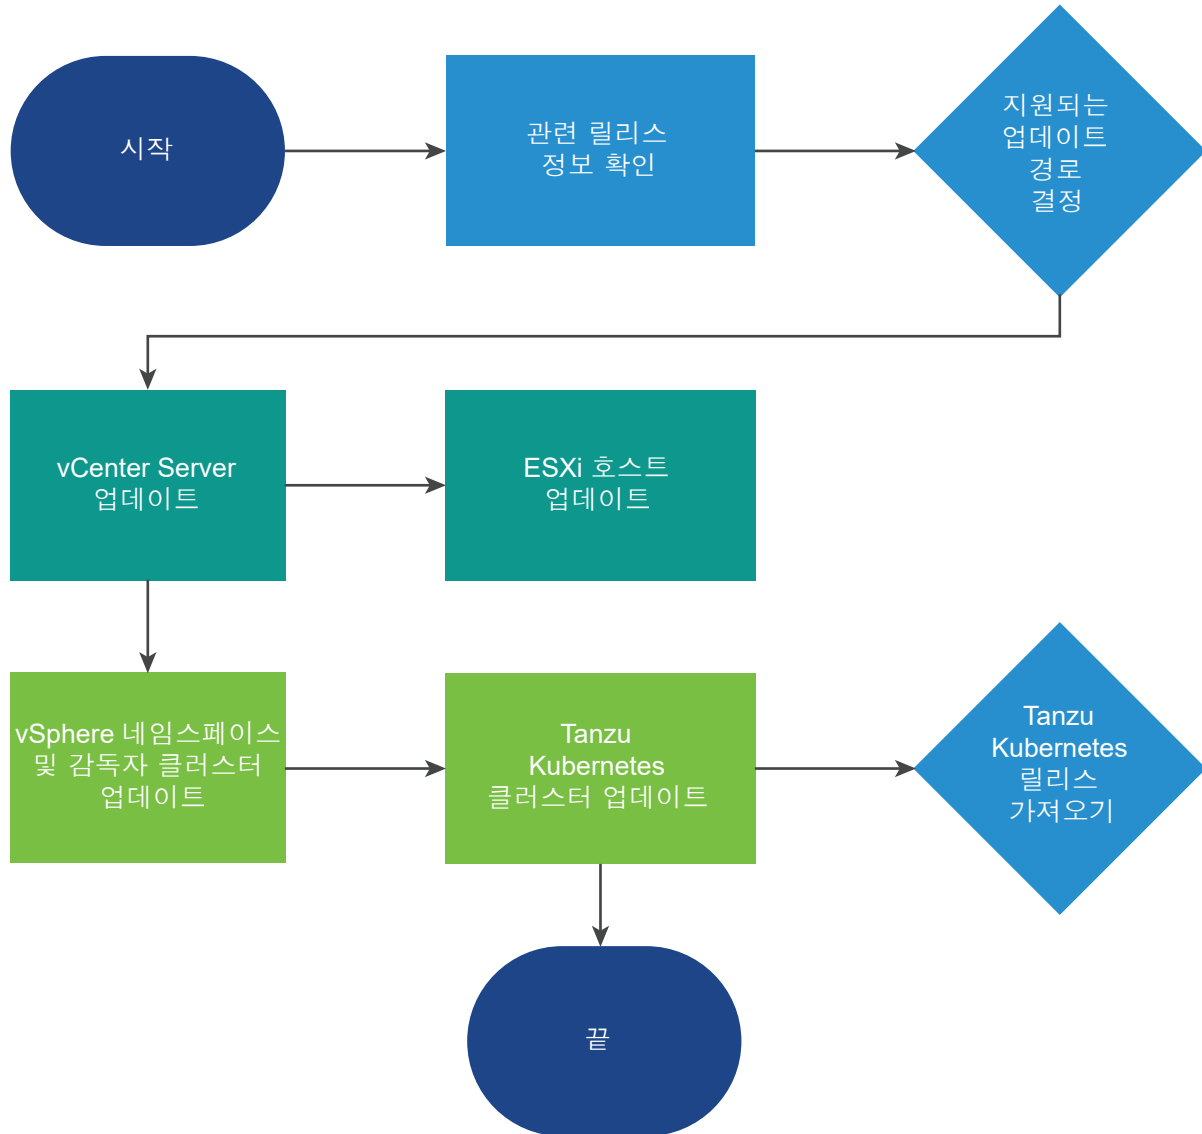 시작
관련 릴리스
정보 확인
지원되는
업데이트
경로
결정
vCenter Server
업데이트
ESXi 호스트
업데이트
vSphere 네임스페이스
및 감독자 클러스터
업데이트
Tanzu
Kubernetes
클러스터 업데이트
Tanzu
Kubernetes
릴리스
가져오기
끝